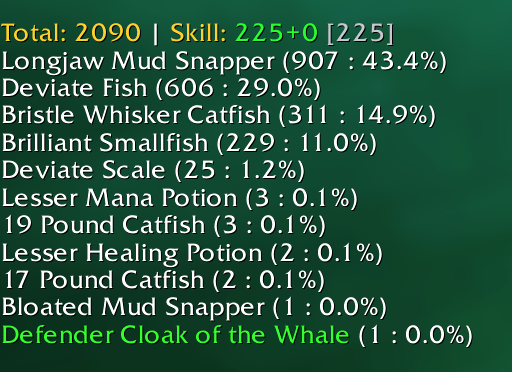 Total: 2090 | Skill: 225+0 [225]
Longjaw Mud Snapper (907 : 43.4%)
Deviate Fish (606 : 29.0%)
Bristle Whisker Catfish (311 : 14.9%)
Brilliant Smallfish (229 : 11.0%)
Deviate Scale (25 : 1.2%)
Lesser Mana Potion (3 : 0.1%)
19 Pound Catfish (3 : 0.1%)
Lesser Healing Potion (2 : 0.1%)
17 Pound Catfish (2 : 0.1%)
Bloated Mud Snapper (1 : 0.0%)
Defender Cloak of the Whale (1 : 0.0%)